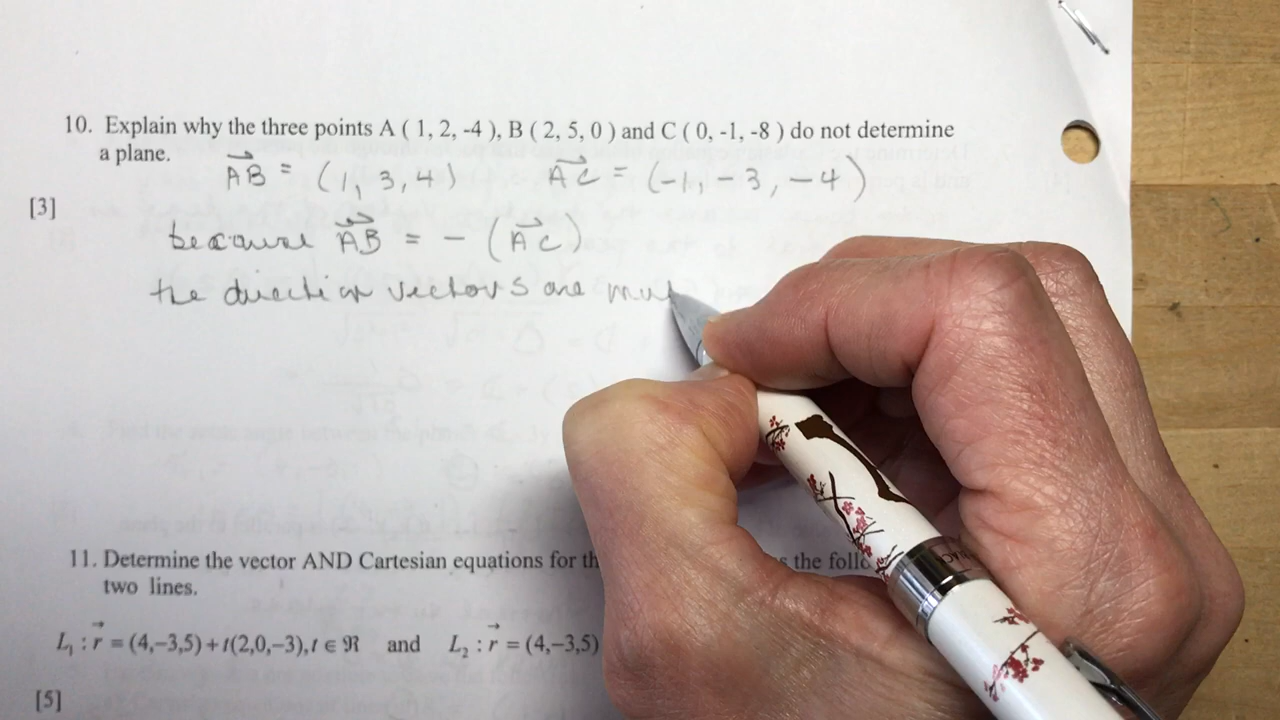 10. Explain why the three points A ( 1, 2, -4 ), B ( 2, 5, 0 ) and C ( 0, -1, -8 ) do not determine
a plane.
→AB = (1, 3, 4) →AC = (-1, -3, -4)
[3]
because →AB = - (→AC)
the direction vectors are mul
11. Determine the vector AND Cartesian equations for th s the follo
two lines.
L₁ : →r = (4,−3,5) + t(2,0,−3), t ∈ ℜ and L₂ : →r = (4,−3,5)
[5]